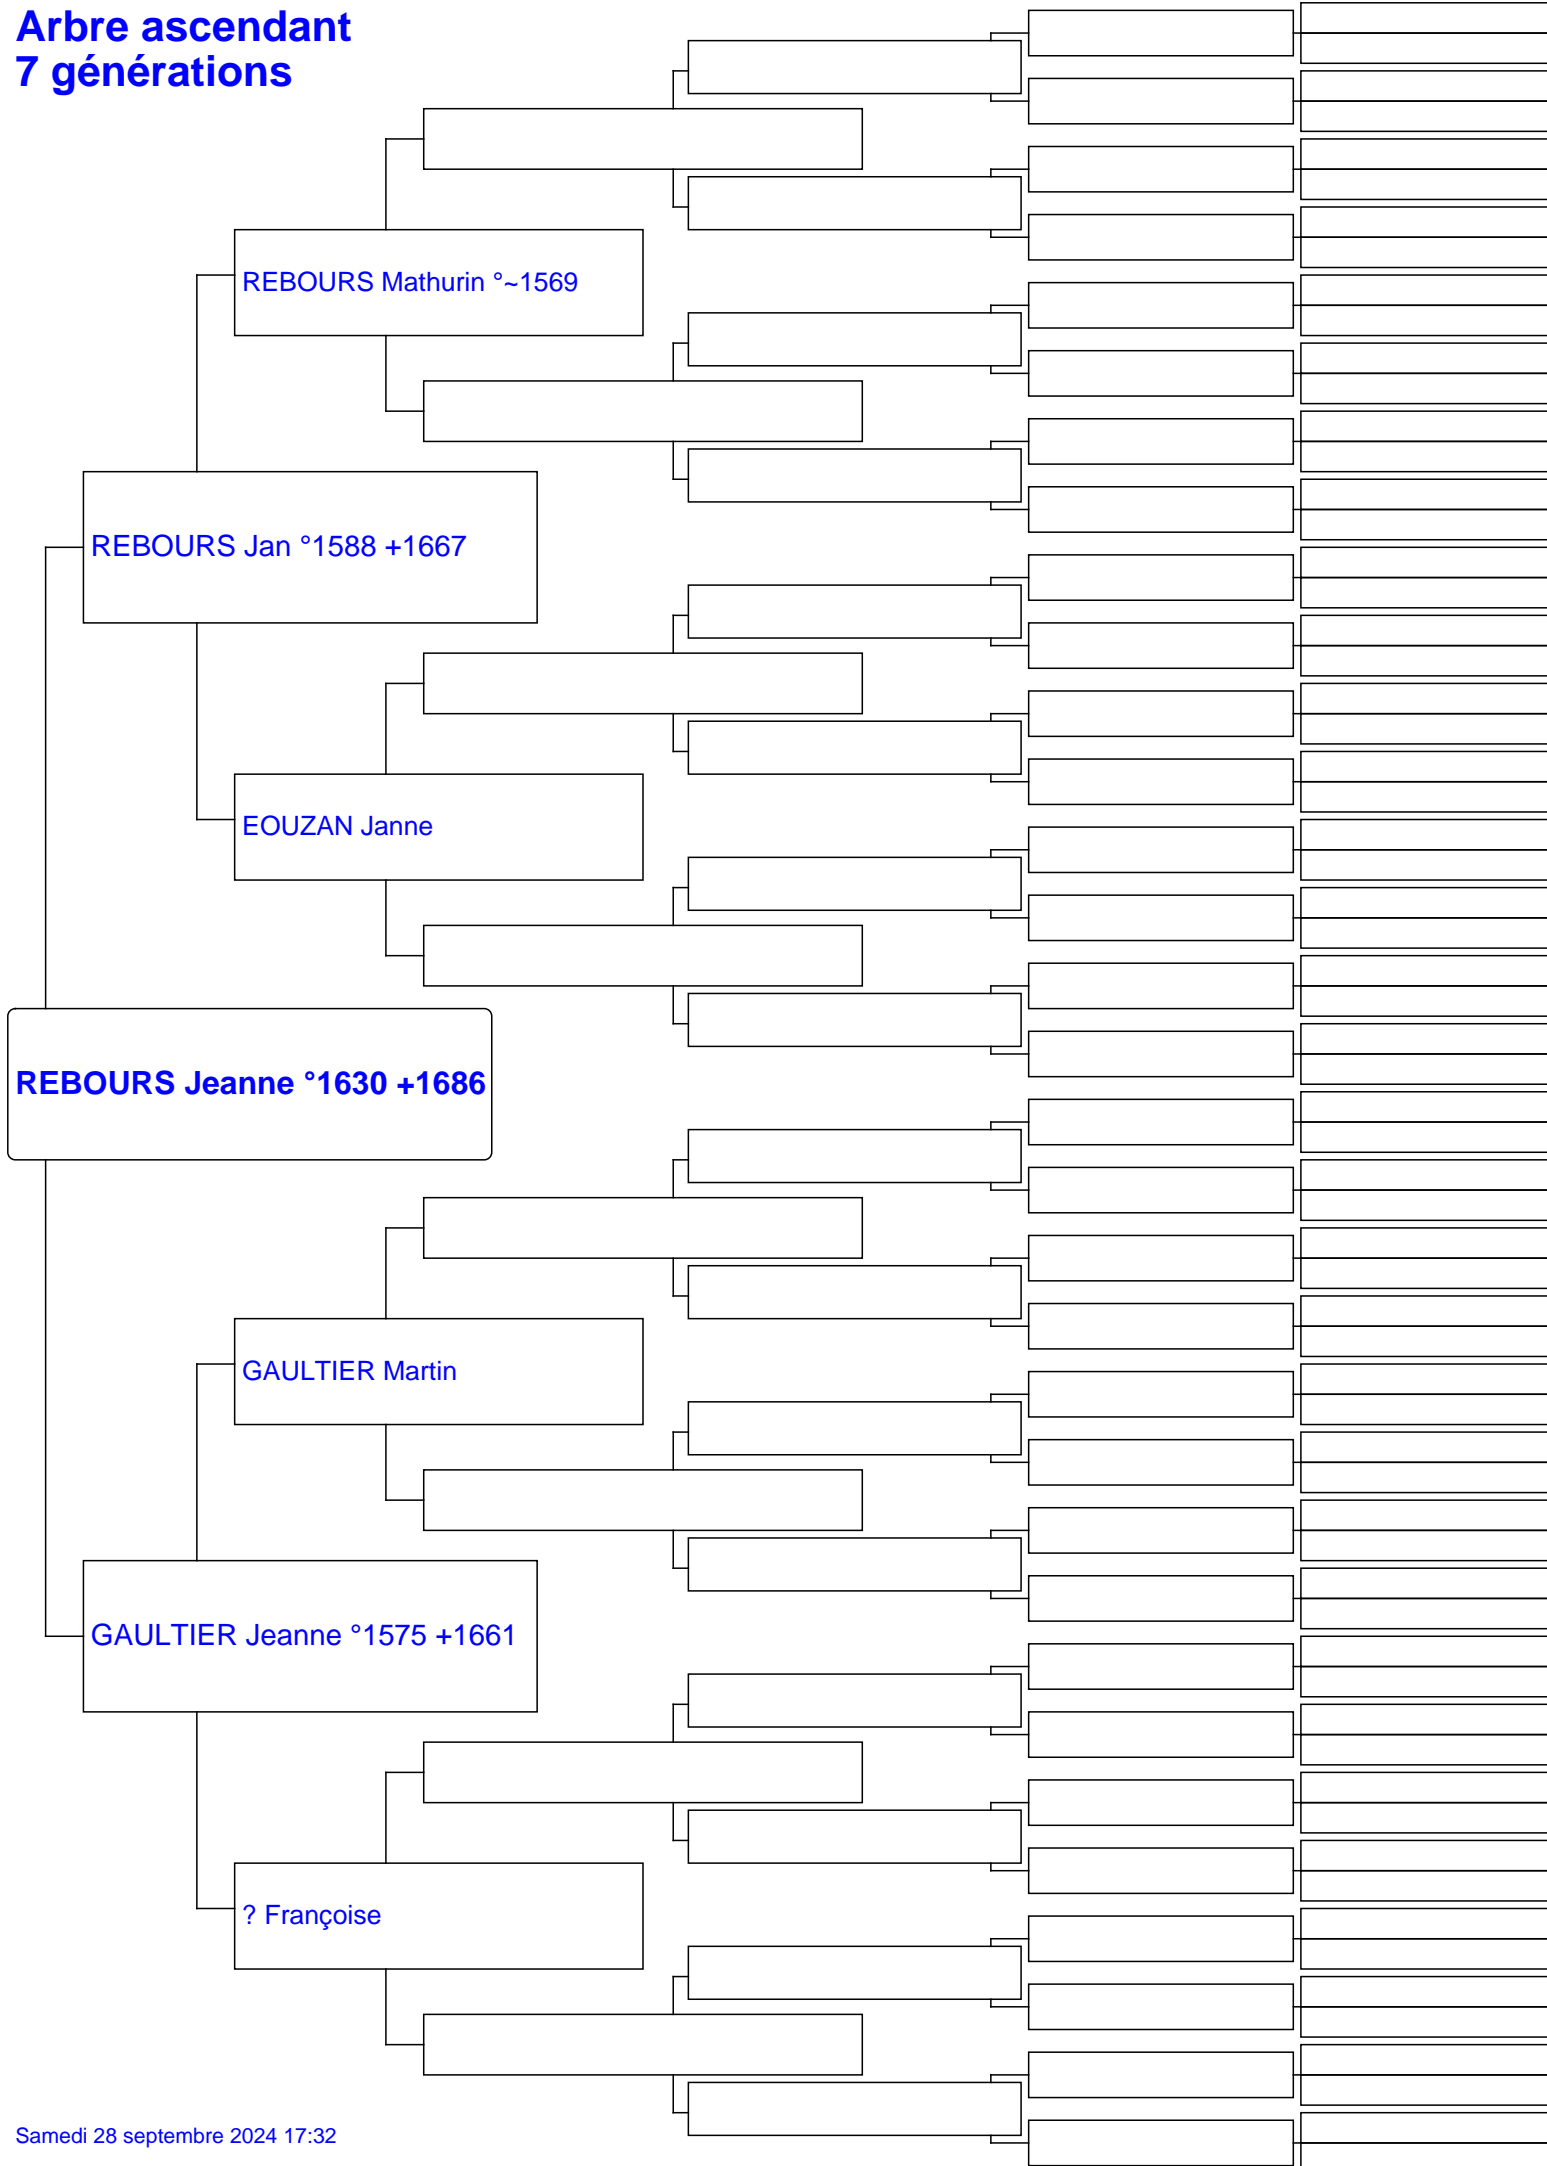 Arbre ascendant
7 générations
REBOURS Mathurin °~1569
REBOURS Jan °1588 +1667
EOUZAN Janne
REBOURS Jeanne °1630 +1686
GAULTIER Martin
GAULTIER Jeanne °1575 +1661
? Françoise
Samedi 28 septembre 2024 17:32